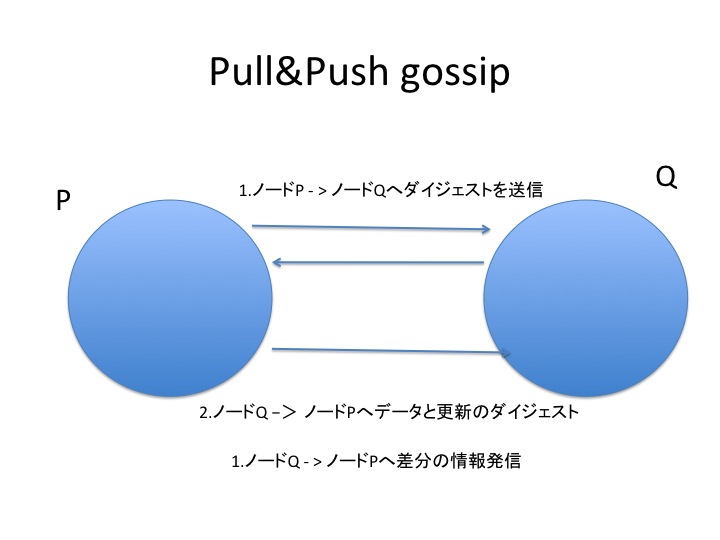 Pull&Push gossip
Q
P
1.ノードP - > ノードQへダイジェストを送信
2.ノードQ –＞ ノードPへデータと更新のダイジェスト
1.ノードQ - > ノードPへ差分の情報発信